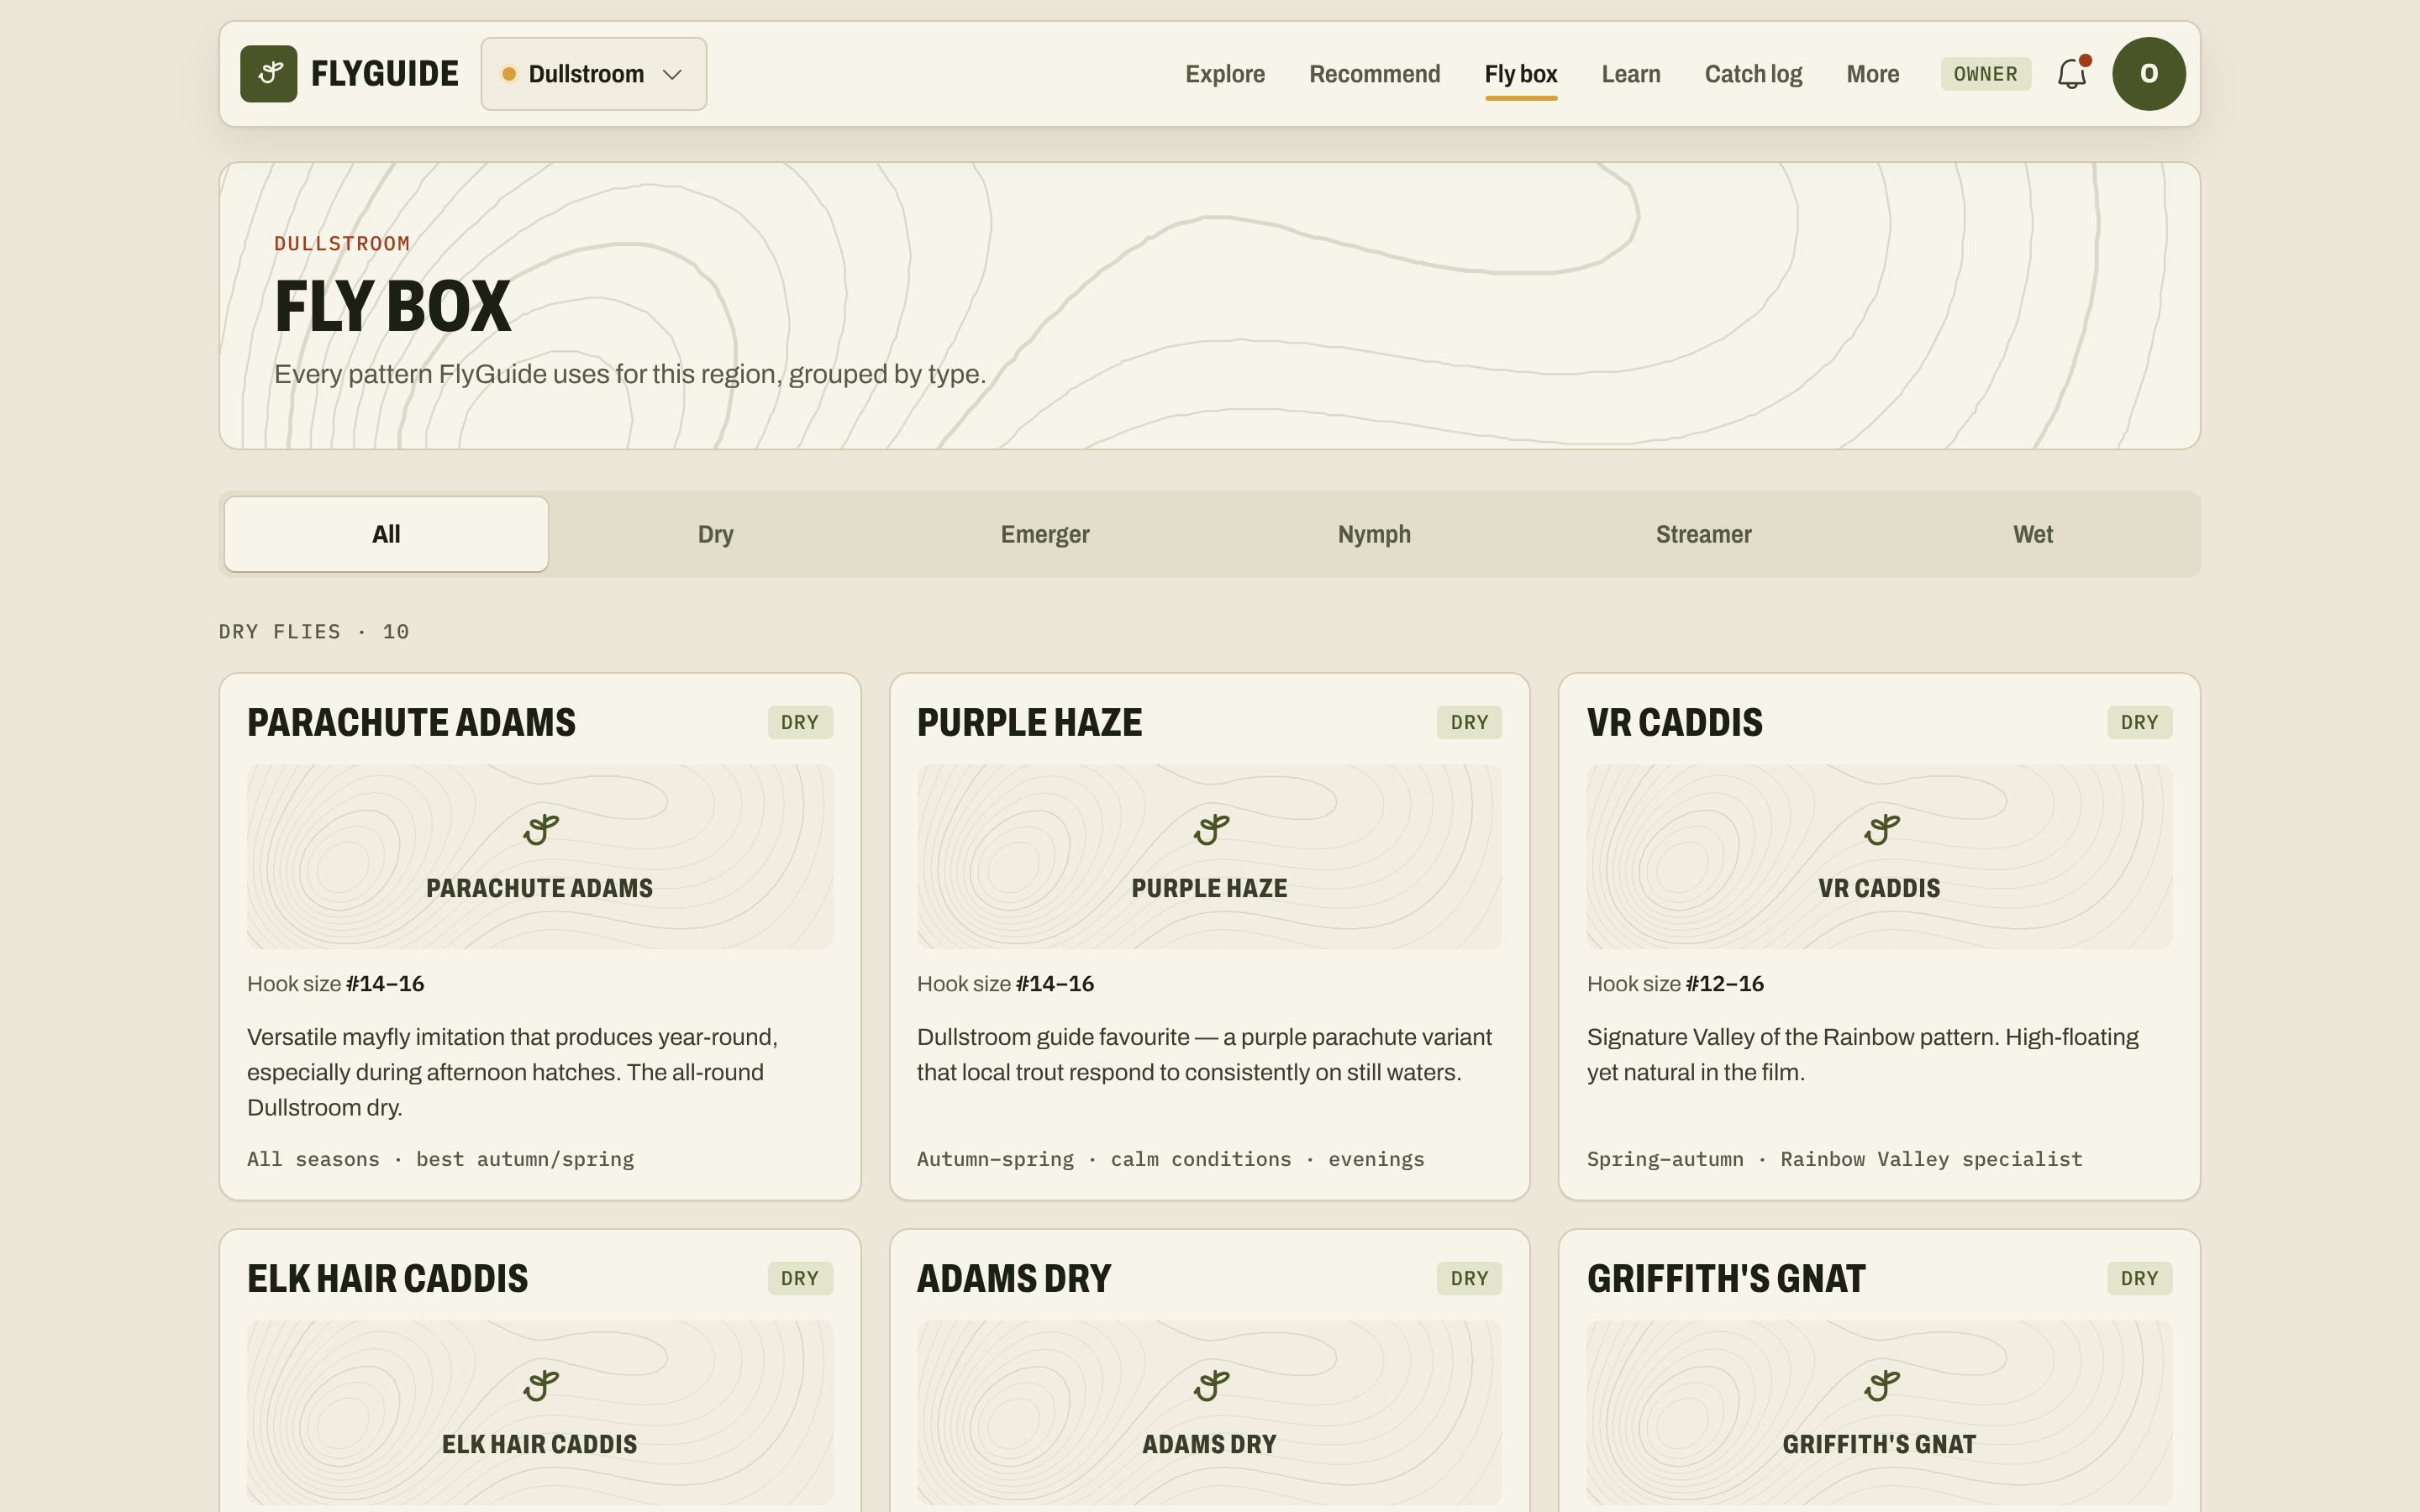 FLYGUIDE
Dullstroom
Explore
Recommend
Fly box
Learn
Catch log
More
OWNER
O
DULLSTROOM
FLY BOX
Every pattern FlyGuide uses for this region, grouped by type.
All
Dry
Emerger
Nymph
Streamer
Wet
DRY FLIES · 10
PARACHUTE ADAMS
DRY
PARACHUTE ADAMS
Hook size #14–16
Versatile mayfly imitation that produces year-round,
especially during afternoon hatches. The all-round
Dullstroom dry.
All seasons · best autumn/spring
PURPLE HAZE
DRY
PURPLE HAZE
Hook size #14–16
Dullstroom guide favourite — a purple parachute variant
that local trout respond to consistently on still waters.
Autumn–spring · calm conditions · evenings
VR CADDIS
DRY
VR CADDIS
Hook size #12–16
Signature Valley of the Rainbow pattern. High-floating
yet natural in the film.
Spring–autumn · Rainbow Valley specialist
ELK HAIR CADDIS
DRY
ELK HAIR CADDIS
ADAMS DRY
DRY
ADAMS DRY
GRIFFITH'S GNAT
DRY
GRIFFITH'S GNAT